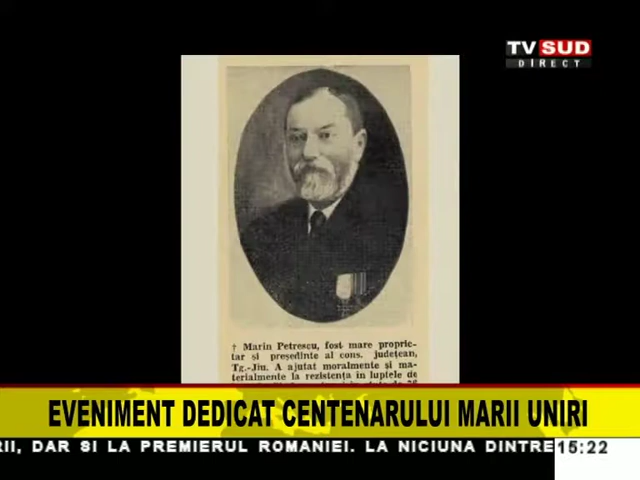 TV SUD
DIRECT
† Marin Petrescu, fost mare proprie-
tar și președinte al cons. județean,
Tg.-Jiu. A ajutat moralmente și ma-
terialmente la rezistența în luptele de
EVENIMENT DEDICAT CENTENARULUI MARII UNIRI
RII, DAR SI LA PREMIERUL ROMANIEI. LA NICIUNA DINTRE
15:22